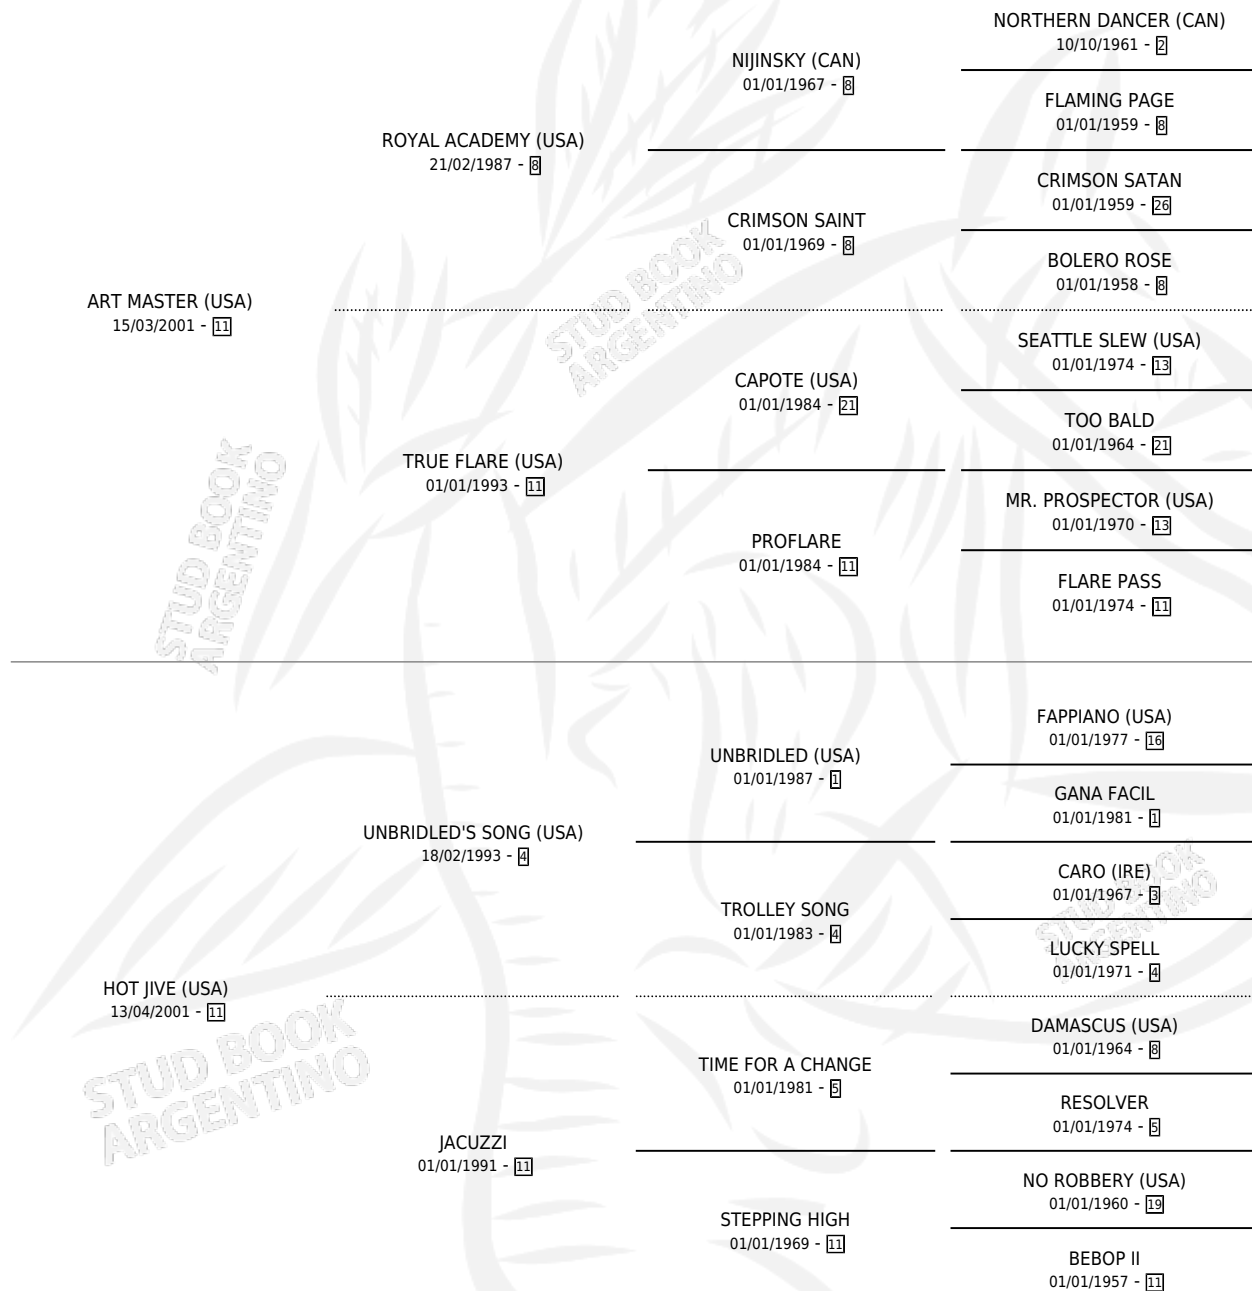 NORTHERN DANCER (CAN)
10/10/1961 - 2
NIJINSKY (CAN)
01/01/1967 - 8
FLAMING PAGE
01/01/1959 - 8
ROYAL ACADEMY (USA)
21/02/1987 - 8
CRIMSON SATAN
01/01/1959 - 26
CRIMSON SAINT
01/01/1969 - 8
BOLERO ROSE
01/01/1958 - 8
ART MASTER (USA)
15/03/2001 - 11
SEATTLE SLEW (USA)
01/01/1974 - 13
CAPOTE (USA)
01/01/1984 - 21
TOO BALD
01/01/1964 - 21
TRUE FLARE (USA)
01/01/1993 - 11
MR. PROSPECTOR (USA)
01/01/1970 - 13
PROFLARE
01/01/1984 - 11
FLARE PASS
01/01/1974 - 11
FAPPIANO (USA)
01/01/1977 - 16
UNBRIDLED (USA)
01/01/1987 - 1
GANA FACIL
01/01/1981 - 1
UNBRIDLED'S SONG (USA)
18/02/1993 - 4
CARO (IRE)
01/01/1967 - 3
TROLLEY SONG
01/01/1983 - 4
LUCKY SPELL
01/01/1971 - 4
HOT JIVE (USA)
13/04/2001 - 11
DAMASCUS (USA)
01/01/1964 - 8
TIME FOR A CHANGE
01/01/1981 - 5
RESOLVER
01/01/1974 - 5
JACUZZI
01/01/1991 - 11
NO ROBBERY (USA)
01/01/1960 - 19
STEPPING HIGH
01/01/1969 - 11
BEBOP II
01/01/1957 - 11
STUD BOOK
ARGENTINO
STUD BOOK
ARGENTINO
STUD BOOK
ARGENTINO
STUD BOOK
ARGENTINO